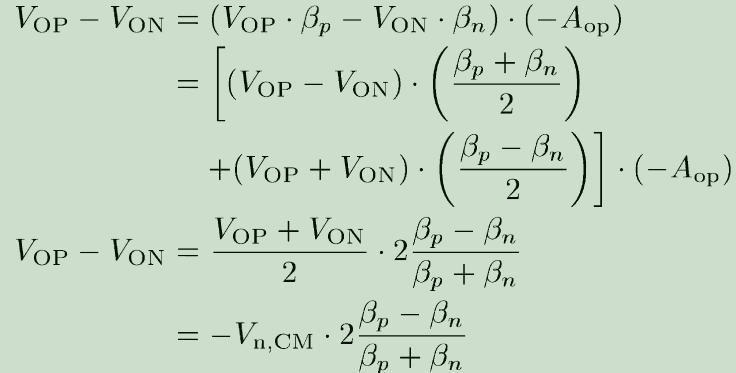 V_OP − V_ON = (V_OP · β_p − V_ON · β_n) · (−A_op)
= [(V_OP − V_ON) · ((β_p + β_n) / 2)
+(V_OP + V_ON) · ((β_p − β_n) / 2)] · (−A_op)
V_OP − V_ON = (V_OP + V_ON) / 2 · 2 (β_p − β_n) / (β_p + β_n)
= −V_n,CM · 2 (β_p − β_n) / (β_p + β_n)